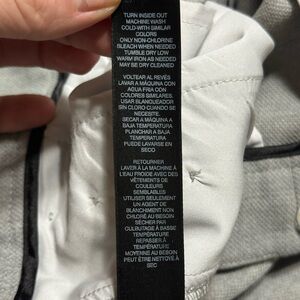 TURN INSIDE OUT
MACHINE WASH
COLD-WITH SIMILAR
COLORS
ONLY NON-CHLORINE
BLEACH WHEN NEEDED
TUMBLE DRY LOW
WARM IRON AS NEEDED
MAY BE DRY CLEANED
VOLTEAR AL REVÉS
LAVAR A MÁQUINA CON
AGUA FRIA CON
COLORES SIMILARES.
USAR BLANQUEADOR
SIN CLORO CUANDO SE
NECESITE.
SECAR A MÁQUINA A
BAJA TEMPERATURA
PLANCHAR A BAJA
TEMPERATURA
PUEDE LAVARSE EN
SECO
RETOURNER
LAVER À LA MACHINE À
L'EAU FROIDE AVEC DES
VÊTEMENTS DE
COULEURS
SEMBLABLES
UTILISER SEULEMENT
UN AGENT DE
BLANCHIMENT NON
CHLORÉ AU BESOIN
SÉCHER PAR
CULBUTAGE À BASSE
TEMPÉRATURE
REPASSER À
TEMPÉRATURE
MOYENNE AU BESOIN
PEUT ÊTRE NETTOYÉ À
SEC